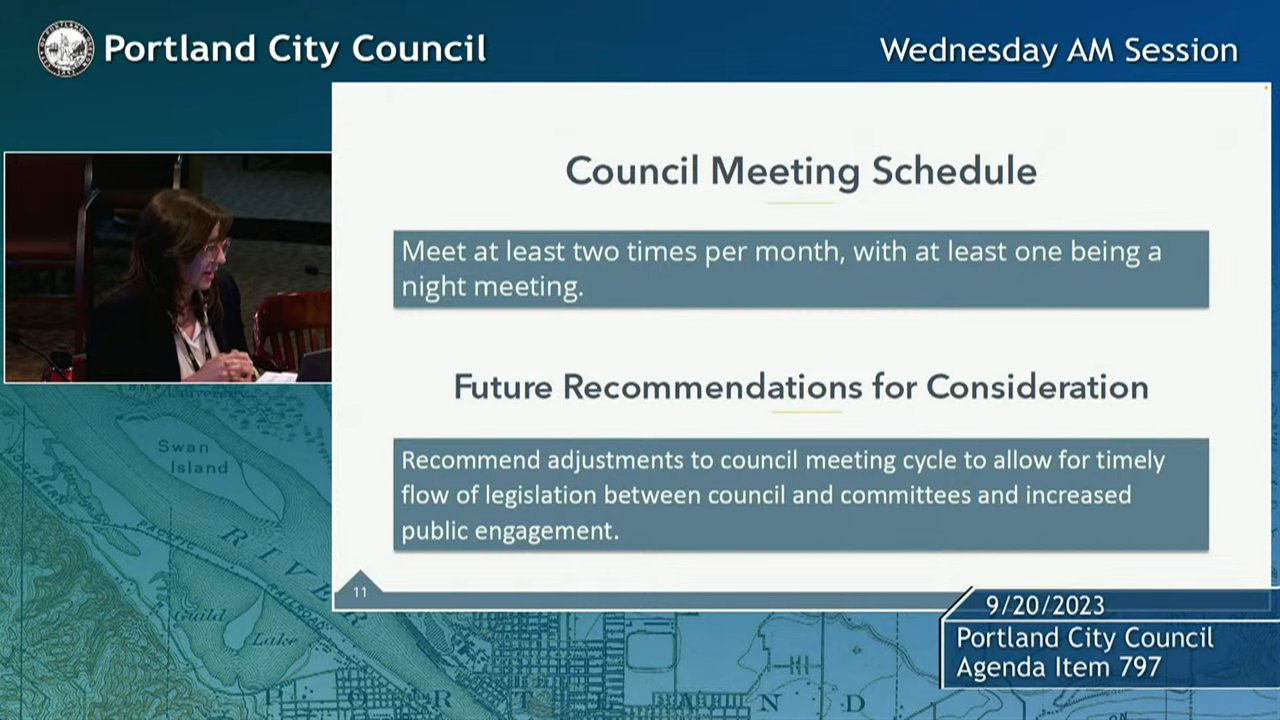 Portland City Council
Wednesday AM Session
Council Meeting Schedule
Meet at least two times per month, with at least one being a
night meeting.
Future Recommendations for Consideration
Recommend adjustments to council meeting cycle to allow for timely
flow of legislation between council and committees and increased
public engagement.
11
Swan
Island
RIVER
PACIFIC
RAILROAD
Guild
Lake
9/20/2023
Portland City Council
Agenda Item 797
N D